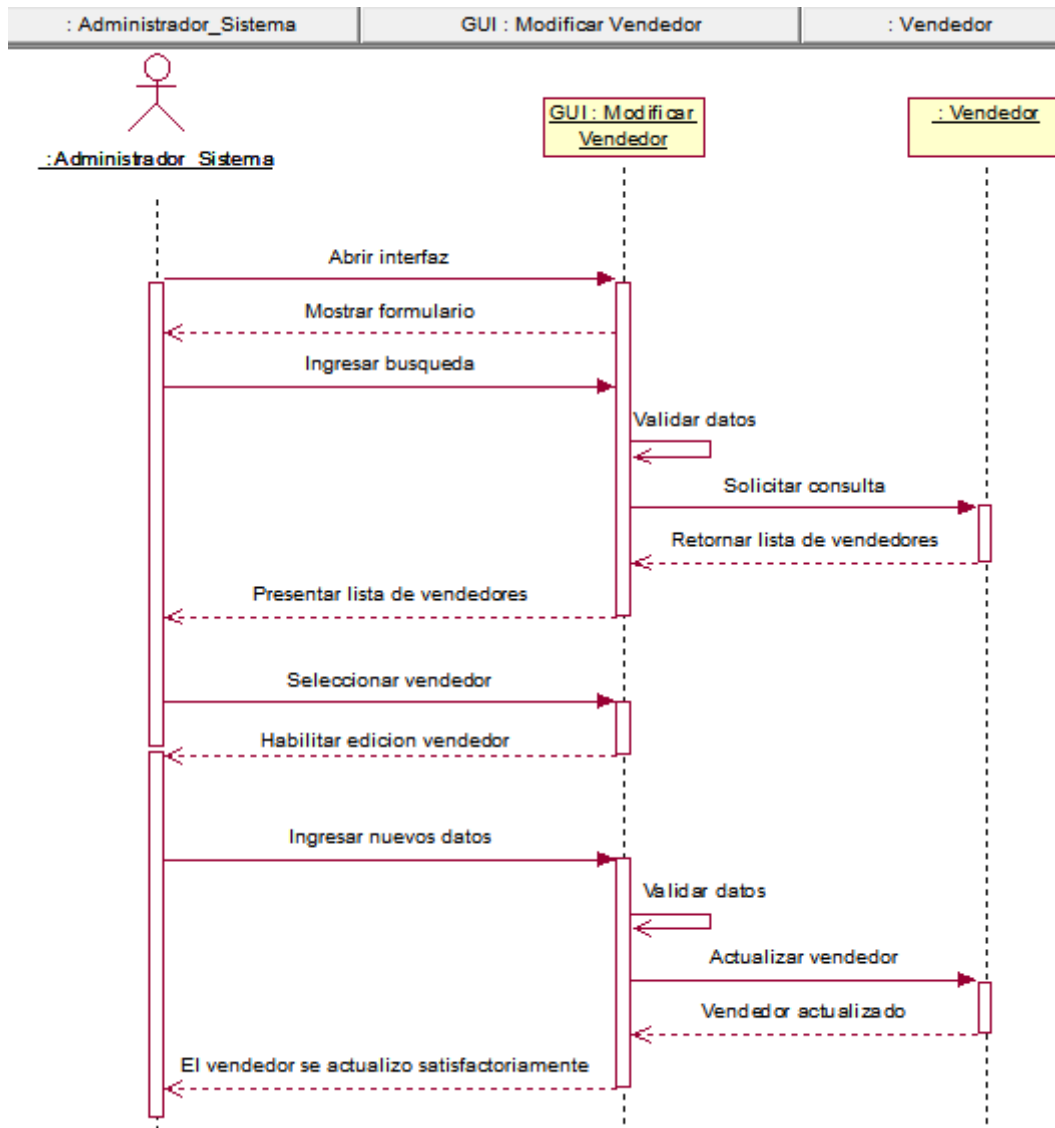 : Administrador_Sistema
GUI : Modificar Vendedor
: Vendedor
GUI : Modificar
Vendedor
: Vendedor
:Administrador_Sistema
Abrir interfaz
Mostrar formulario
Ingresar busqueda
Validar datos
Solicitar consulta
Retornar lista de vendedores
Presentar lista de vendedores
Seleccionar vendedor
Habilitar edicion vendedor
Ingresar nuevos datos
Validar datos
Actualizar vendedor
Vendedor actualizado
El vendedor se actualizo satisfactoriamente